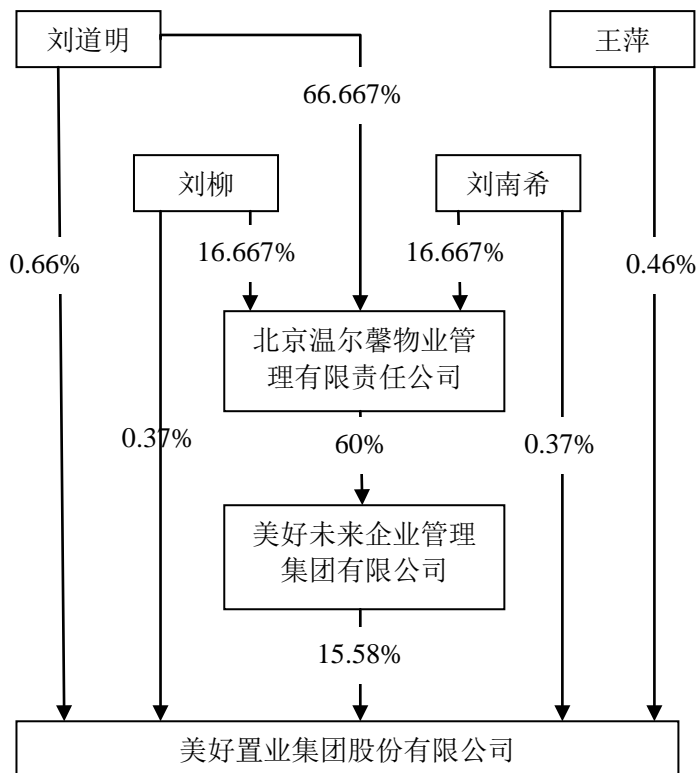 刘道明
王萍
66.667%
刘柳
刘南希
0.66%
16.667%
16.667%
0.46%
北京温尔馨物业管
理有限责任公司
0.37%
60%
0.37%
美好未来企业管理
集团有限公司
15.58%
美好置业集团股份有限公司